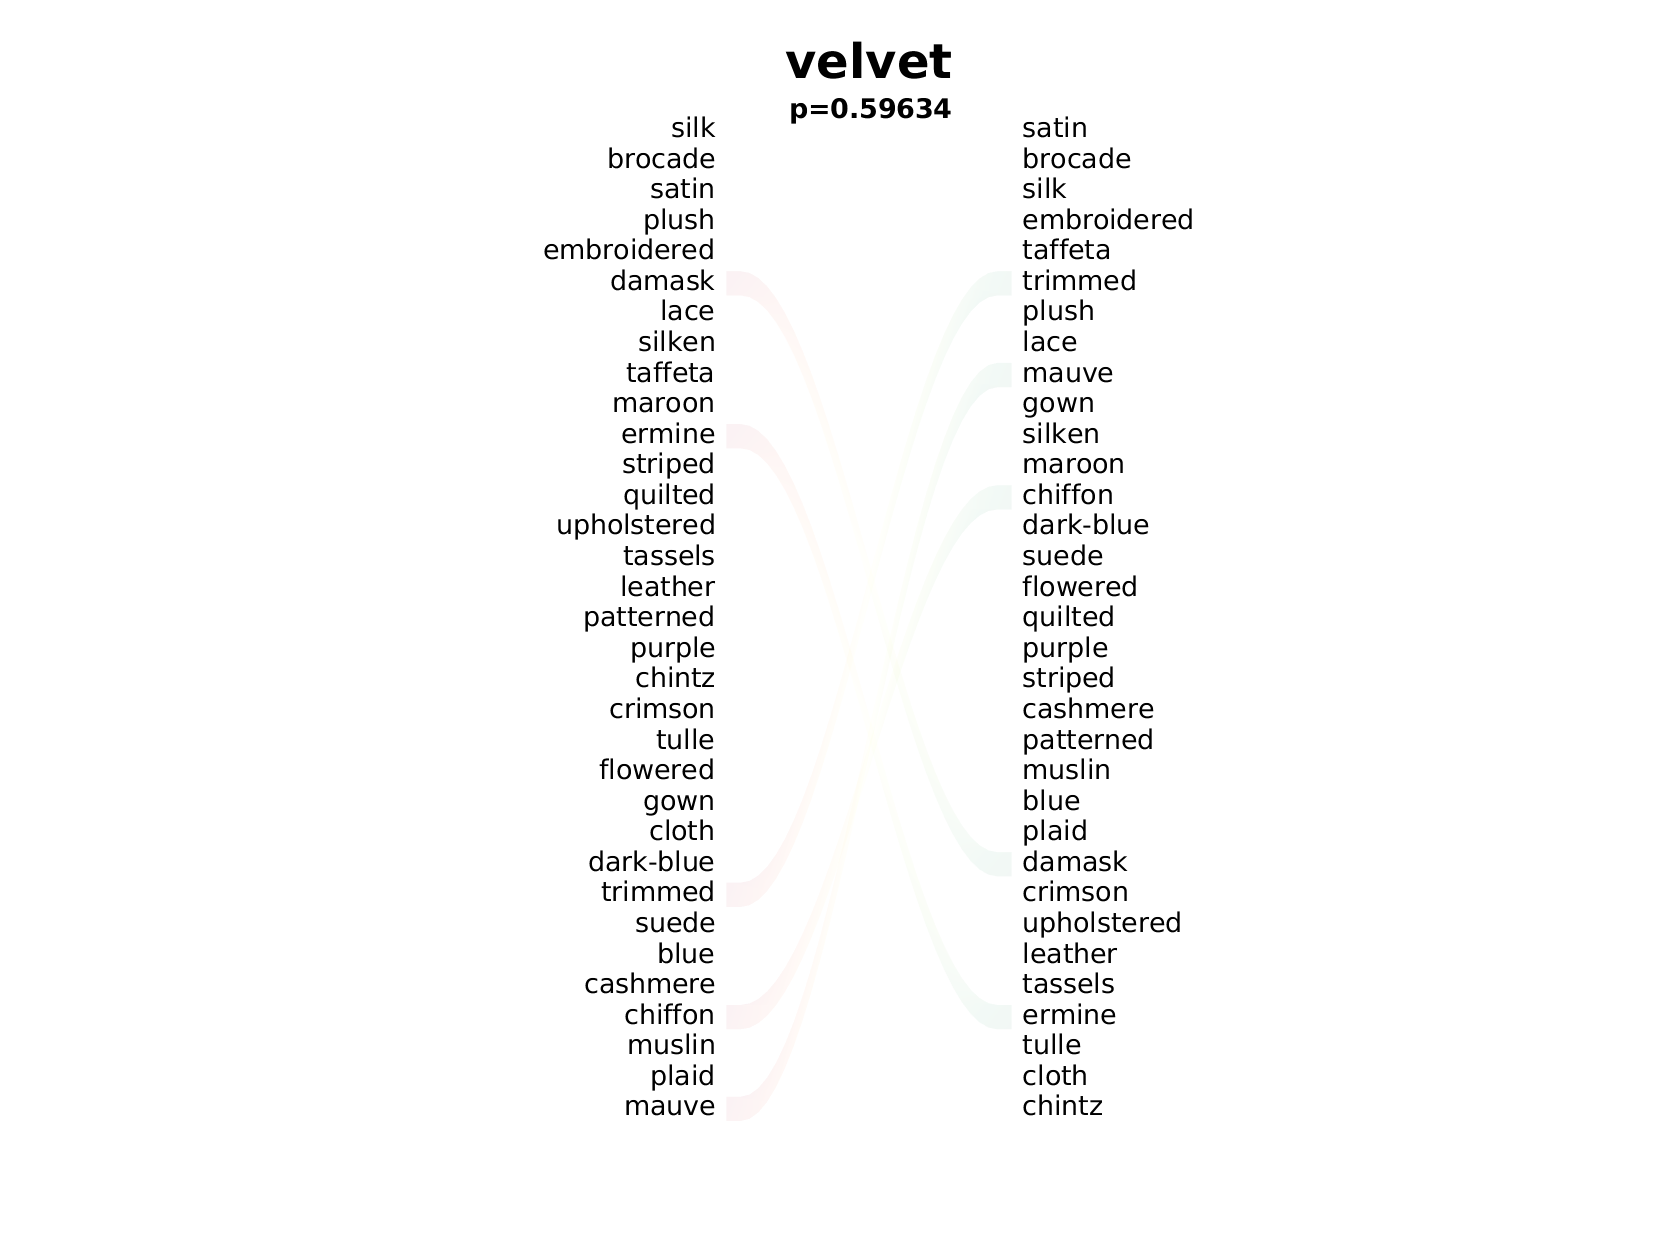 velvet
p=0.59634
silk
brocade
satin
plush
embroidered
damask
lace
silken
taffeta
maroon
ermine
striped
quilted
upholstered
tassels
leather
patterned
purple
chintz
crimson
tulle
flowered
gown
cloth
dark-blue
trimmed
suede
blue
cashmere
chiffon
muslin
plaid
mauve
satin
brocade
silk
embroidered
taffeta
trimmed
plush
lace
mauve
gown
silken
maroon
chiffon
dark-blue
suede
flowered
quilted
purple
striped
cashmere
patterned
muslin
blue
plaid
damask
crimson
upholstered
leather
tassels
ermine
tulle
cloth
chintz